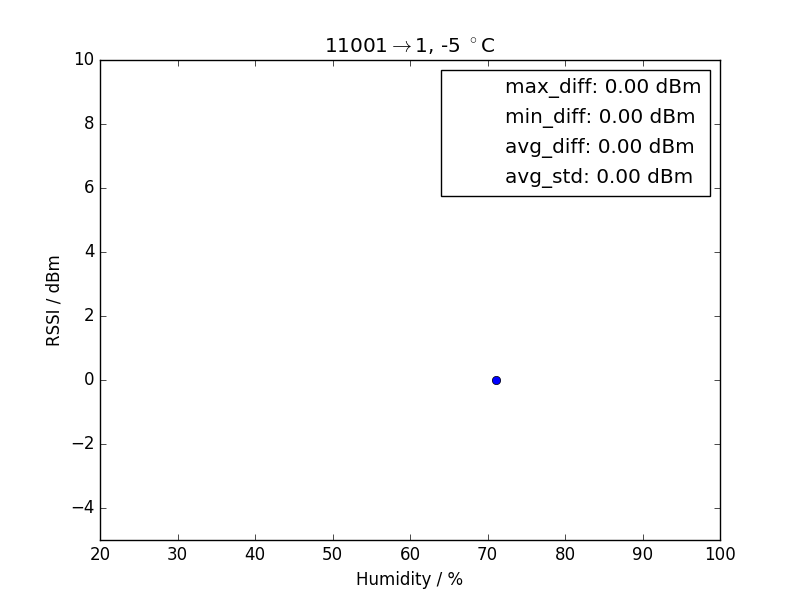 11001→1, -5 °C
max_diff: 0.00 dBm
min_diff: 0.00 dBm
avg_diff: 0.00 dBm
avg_std: 0.00 dBm
RSSI / dBm
10
8
6
4
2
0
−2
−4
20 30 40 50 60 70 80 90 100
Humidity / %